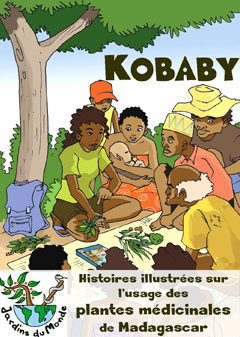 KOBABY
Histoires illustrées sur
l'usage des
plantes médicinales
de Madagascar
Jardins du Monde